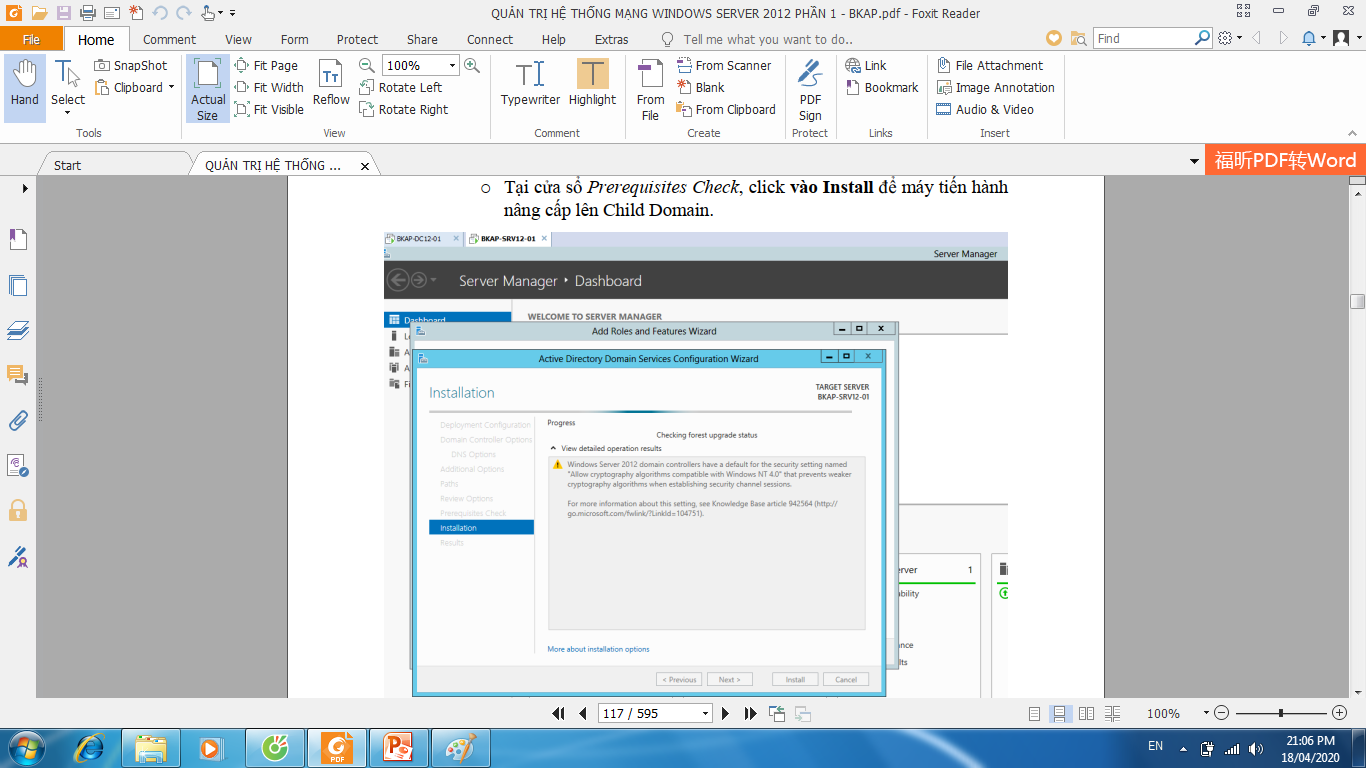 QUẢN TRỊ HỆ THỐNG MẠNG WINDOWS SERVER 2012 PHẦN 1 - BKAP.pdf - Foxit Reader
File Home Comment View Form Protect Share Connect Help Extras Tell me what you want to do.. Find
Hand
Select
SnapShot
Clipboard
Tools
Actual Size
Fit Page
Fit Width
Fit Visible
Reflow
100%
Rotate Left
Rotate Right
View
Typewriter
Highlight
Comment
From File
From Scanner
Blank
From Clipboard
Create
PDF Sign
Protect
Link
Bookmark
Links
File Attachment
Image Annotation
Audio & Video
Insert
Start
QUẢN TRỊ HỆ THỐNG ...
福昕PDF转Word
Tại cửa sổ Prerequisites Check, click vào Install để máy tiến hành
nâng cấp lên Child Domain.
BKAP-DC12-01 BKAP-SRV12-01
Server Manager
Server Manager • Dashboard
Dashboard
WELCOME TO SERVER MANAGER
Add Roles and Features Wizard
Active Directory Domain Services Configuration Wizard
Installation
TARGET SERVER
BKAP-SRV12-01
Deployment Configuration
Domain Controller Options
DNS Options
Additional Options
Paths
Review Options
Prerequisites Check
Installation
Results
Progress
Checking forest upgrade status
View detailed operation results
Windows Server 2012 domain controllers have a default for the security setting named
"Allow cryptography algorithms compatible with Windows NT 4.0" that prevents weaker
cryptography algorithms when establishing security channel sessions.
For more information about this setting, see Knowledge Base article 942564 (http://
go.microsoft.com/fwlink/?LinkId=104751).
More about installation options
< Previous Next > Install Cancel
erver 1
ability
nce
lts
117 / 595
100%
PDF
EN
21:06 PM
18/04/2020